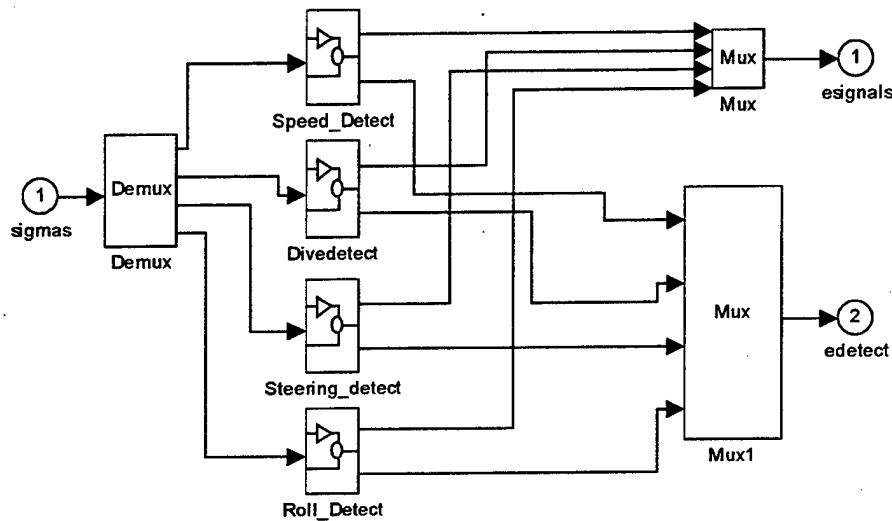 Speed_Detect
Mux
Mux
1
esignals
1
sigmas
Demux
Demux
Divedetect
Steering_detect
Roll_Detect
Mux
Mux1
2
edetect